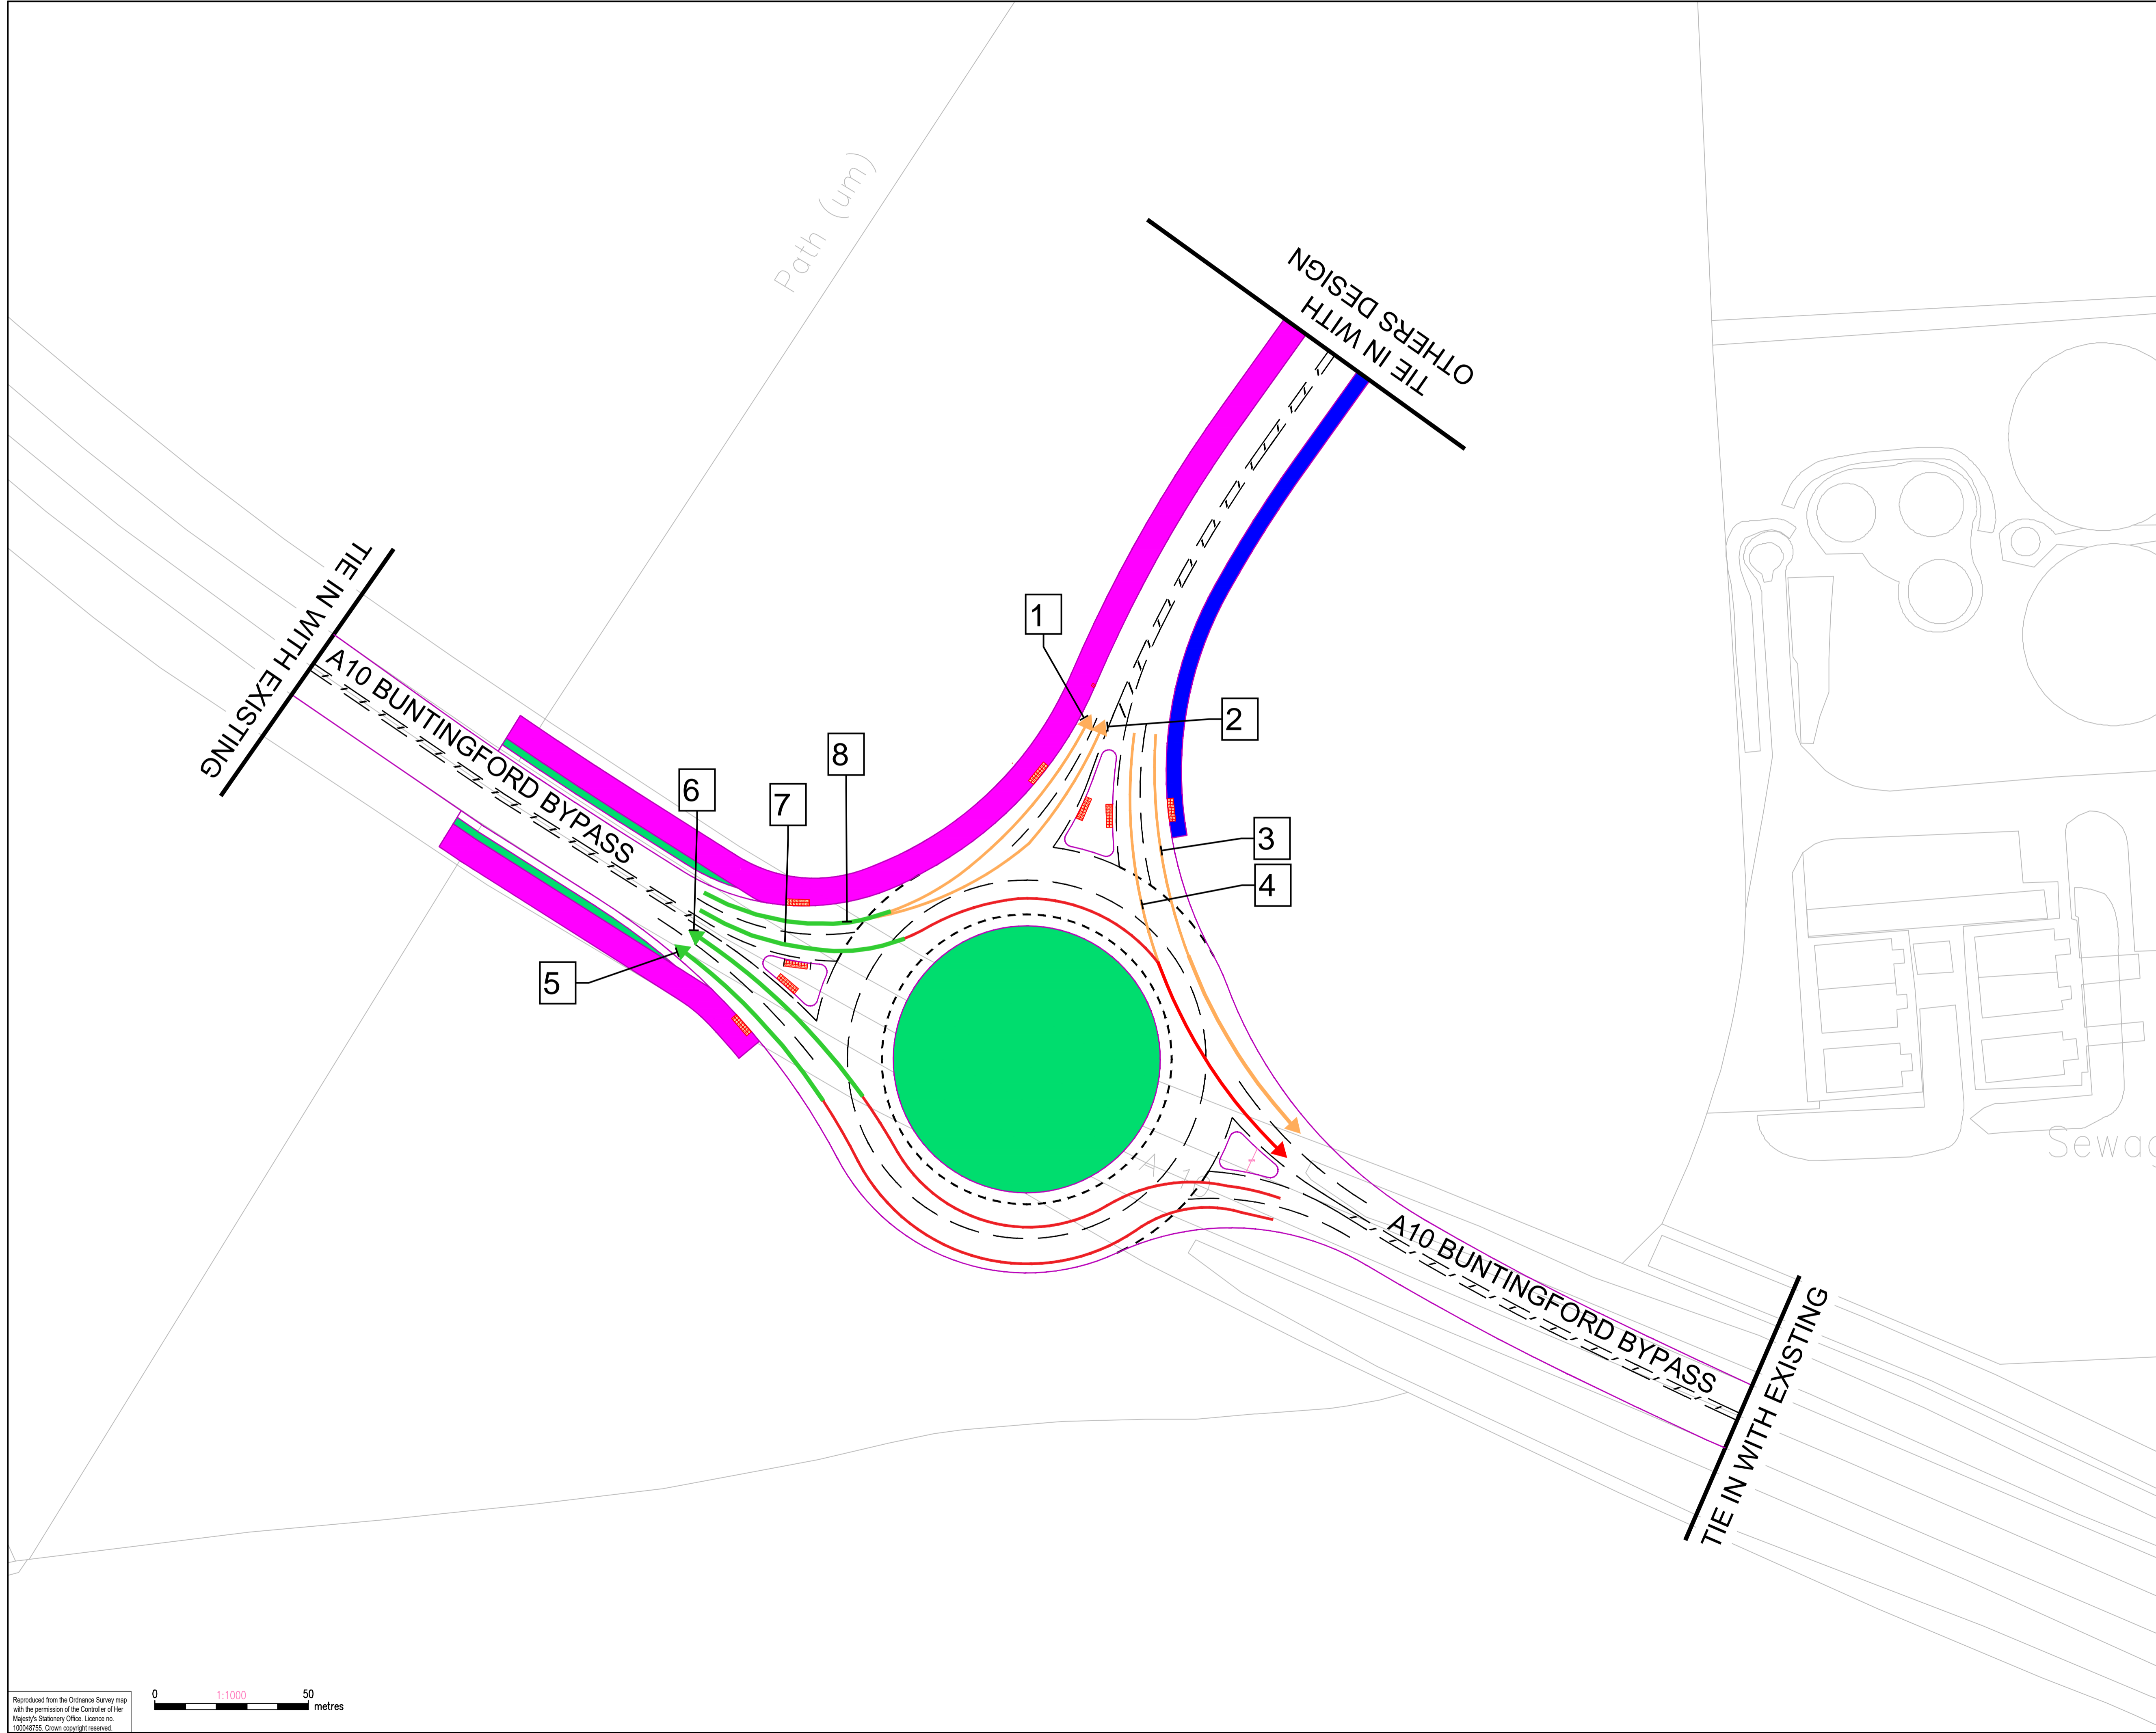 Path (um)
TIE IN WITH
OTHERS DESIGN
TIE IN WITH EXISTING
A10 BUNTINGFORD BYPASS
1
2
8
6
7
3
4
5
A 10
A10 BUNTINGFORD BYPASS
TIE IN WITH EXISTING
Reproduced from the Ordnance Survey map
with the permission of the Controller of Her
Majesty's Stationery Office. Licence no.
100048755. Crown copyright reserved.
0
1:1000
50
metres